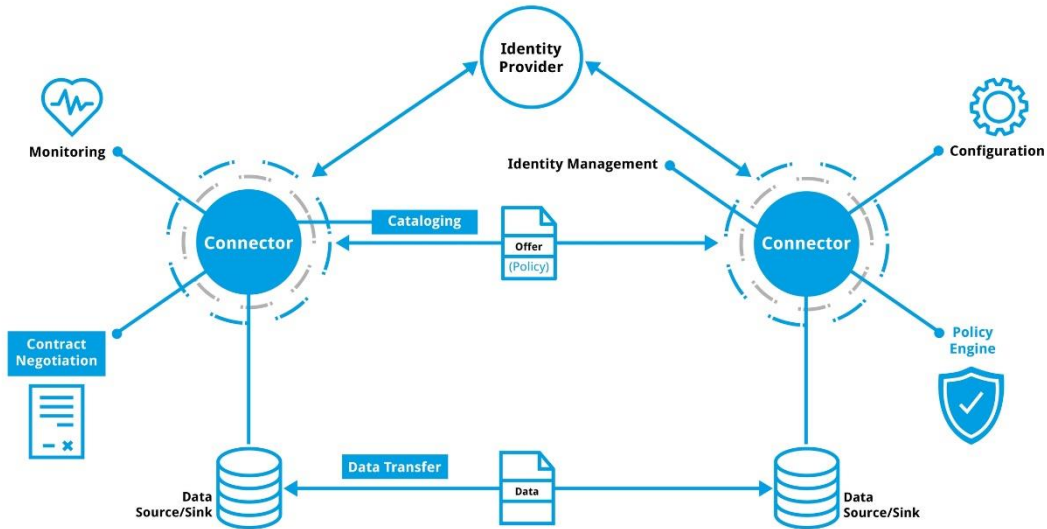 Identity
Provider
Monitoring
Identity Management
Configuration
Cataloging
Connector
Offer
(Policy)
Connector
Contract
Negotiation
Policy
Engine
Data Transfer
Data
Data
Source/Sink
Data
Source/Sink